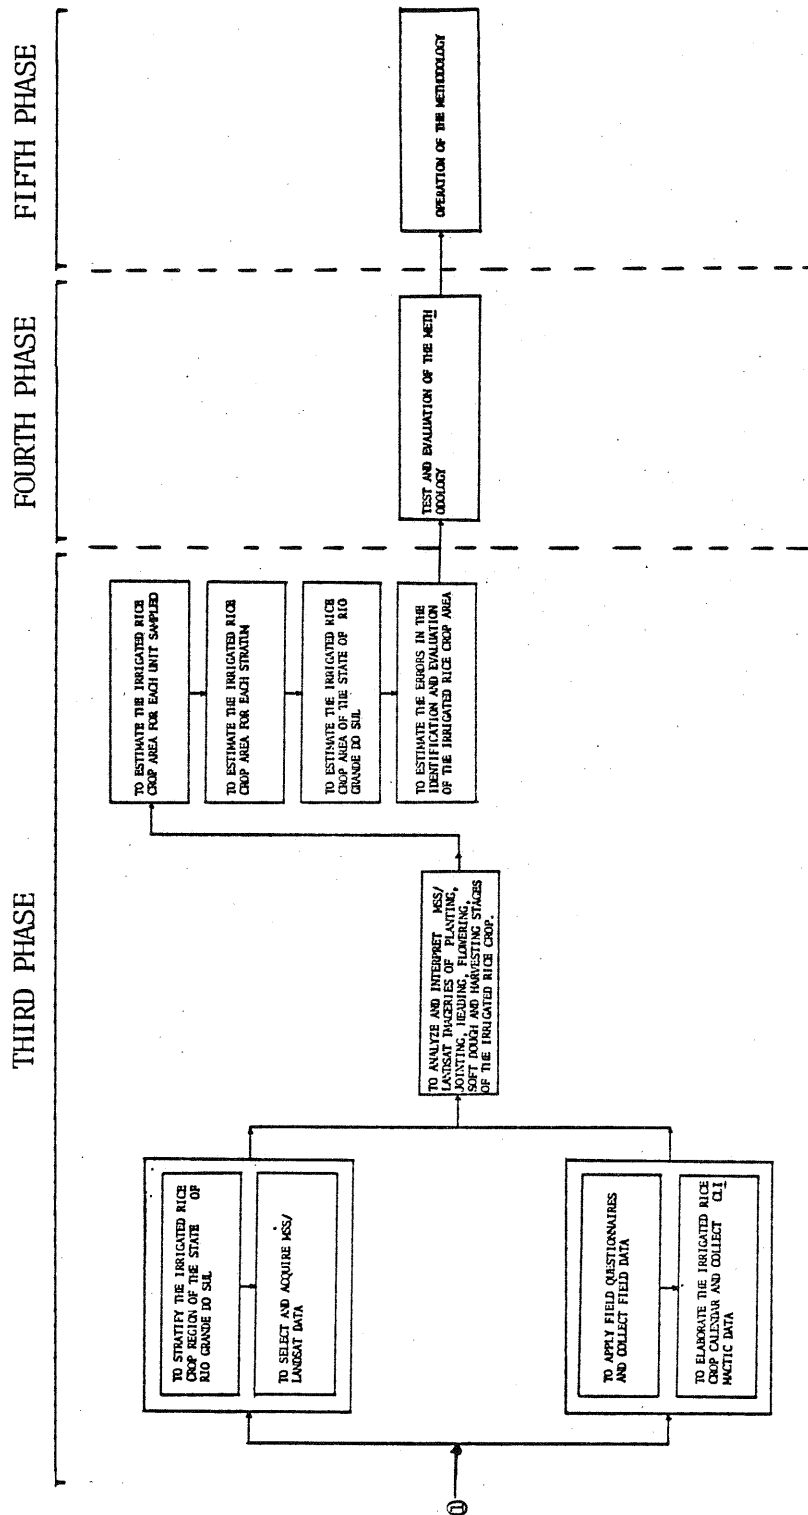 THIRD PHASE
FOURTH PHASE
FIFTH PHASE
1
TO STRATIFY THE IRRIGATED RICE
CROP REGION OF THE STATE OF
RIO GRANDE DO SUL
TO SELECT AND ACQUIRE MSS/
LANDSAT DATA
TO APPLY FIELD QUESTIONNAIRES
AND COLLECT FIELD DATA
TO ELABORATE THE IRRIGATED RICE
CROP CALENDAR AND COLLECT CLI
MACTIC DATA
TO ANALYZE AND INTERPRET MSS/
LANDSAT IMAGERIES OF PLANTING,
JOINTING, HEADING, FLOWERING,
SOFT DOUGH AND HARVESTING STAGES
OF THE IRRIGATED RICE CROP.
TO ESTIMATE THE IRRIGATED RICE
CROP AREA FOR EACH UNIT SAMPLED
TO ESTIMATE THE IRRIGATED RICE
CROP AREA FOR EACH STRATUM
TO ESTIMATE THE IRRIGATED RICE
CROP AREA OF THE STATE OF RIO
GRANDE DO SUL
TO ESTIMATE THE ERRORS IN THE
IDENTIFICATION AND EVALUATION
OF THE IRRIGATED RICE CROP AREA
TEST AND EVALUATION OF THE METH
ODOLOGY
OPERATION OF THE METHODOLOGY